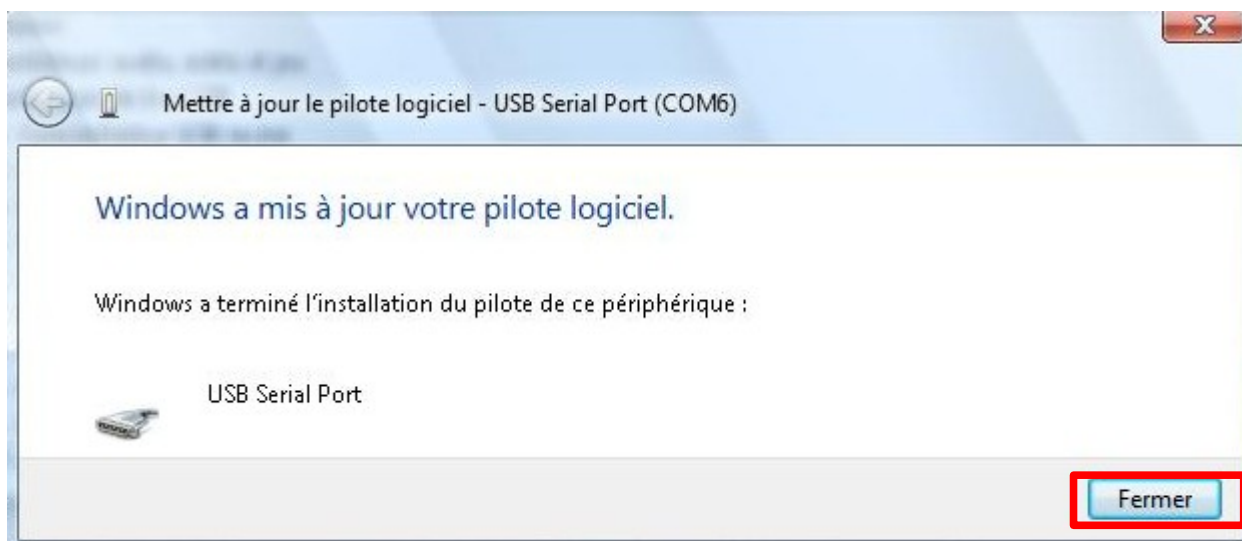 Mettre à jour le pilote logiciel - USB Serial Port (COM6)
Windows a mis à jour votre pilote logiciel.
Windows a terminé l'installation du pilote de ce périphérique :
USB Serial Port
Fermer